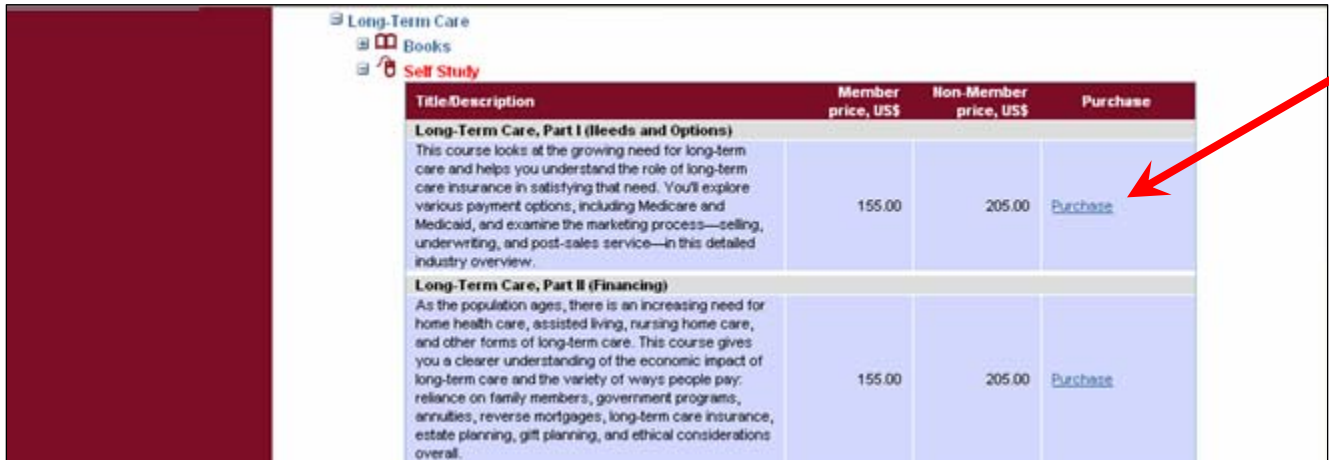 Long-Term Care
Books
Self Study
Title/Description Member price, US$ Non-Member price, US$ Purchase
Long-Term Care, Part I (Needs and Options)
This course looks at the growing need for long-term
care and helps you understand the role of long-term
care insurance in satisfying that need. You'll explore
various payment options, including Medicare and
Medicaid, and examine the marketing process—selling,
underwriting, and post-sales service—in this detailed
industry overview.
155.00 205.00 Purchase
Long-Term Care, Part II (Financing)
As the population ages, there is an increasing need for
home health care, assisted living, nursing home care,
and other forms of long-term care. This course gives
you a clearer understanding of the economic impact of
long-term care and the variety of ways people pay:
reliance on family members, government programs,
annuities, reverse mortgages, long-term care insurance,
estate planning, gift planning, and ethical considerations
overall.
155.00 205.00 Purchase